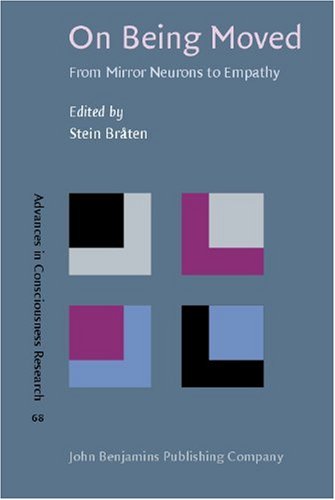 On Being Moved
From Mirror Neurons to Empathy
Edited by
Stein Bråten
Advances in Consciousness Research
68
John Benjamins Publishing Company